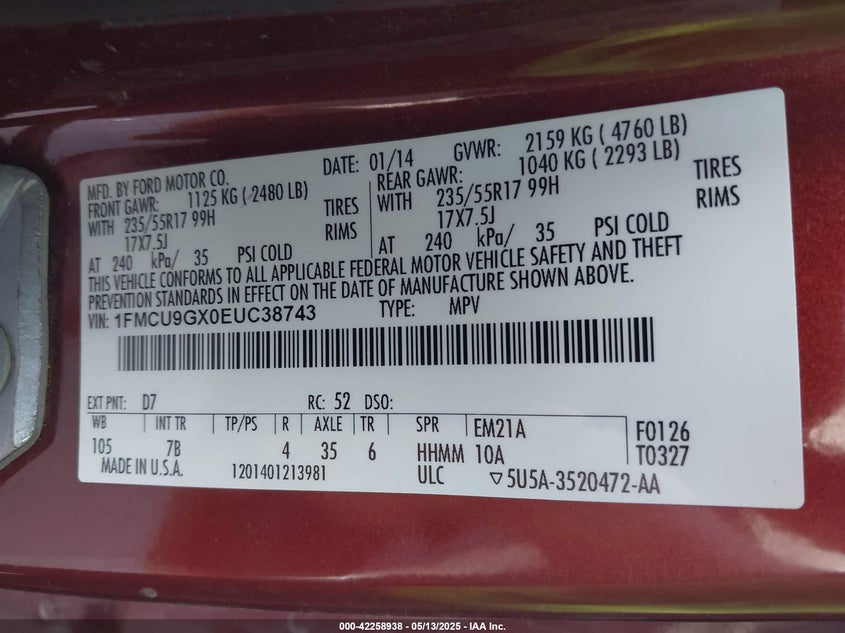 MFD. BY FORD MOTOR CO. DATE: 01/14 GVWR: 2159 KG ( 4760 LB)
FRONT GAWR: 1125 KG ( 2480 LB) REAR GAWR: 1040 KG ( 2293 LB)
WITH 235/55R17 99H TIRES WITH 235/55R17 99H TIRES
17X7.5J RIMS 17X7.5J RIMS
AT 240 kPa/ 35 PSI COLD AT 240 kPa/ 35 PSI COLD
THIS VEHICLE CONFORMS TO ALL APPLICABLE FEDERAL MOTOR VEHICLE SAFETY AND THEFT
PREVENTION STANDARDS IN EFFECT ON THE DATE OF MANUFACTURE SHOWN ABOVE.
VIN: 1FMCU9GX0EUC38743 TYPE: MPV
EXT PNT: D7 RC: 52 DSO:
WB INT TR TP/PS R AXLE TR SPR EM21A F0126
105 7B 4 35 6 HHMM 10A T0327
MADE IN U.S.A. 1201401213981 ULC ▽5U5A-3520472-AA
000-42258938 - 05/13/2025 - IAA Inc.